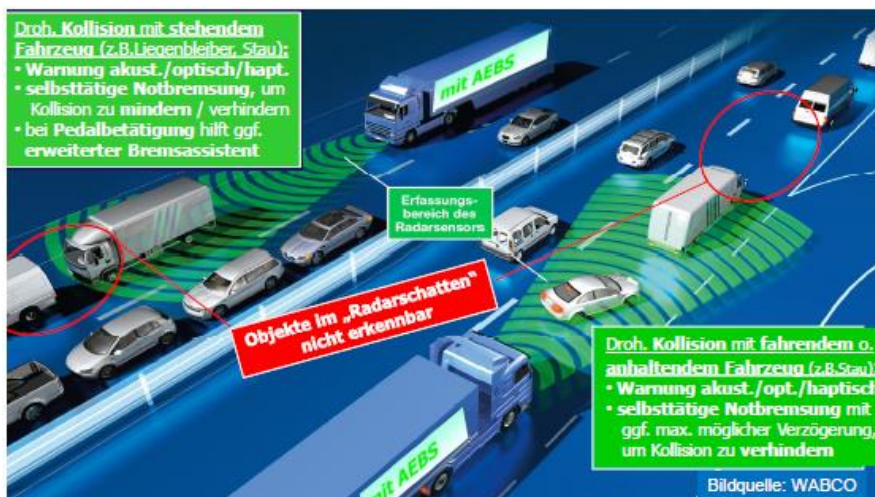 Droh. Kollision mit stehendem
Fahrzeug (z.B.Liegenbleiber, Stau):
• Warnung akust./optisch/hapt.
• selbsttätige Notbremsung, um
Kollision zu mindern / verhindern
• bei Pedalbetätigung hilft ggf.
erweiterter Bremsassistent
mit AEBS
Erfassungs-
bereich des
Radarsensors
Objekte im „Radarschatten"
nicht erkennbar
Droh. Kollision mit fahrendem o.
anhaltendem Fahrzeug (z.B.Stau):
• Warnung akust./opt./haptisch
• selbsttätige Notbremsung mit
ggf. max. möglicher Verzögerung,
um Kollision zu verhindern
mit AEBS
Bildquelle: WABCO